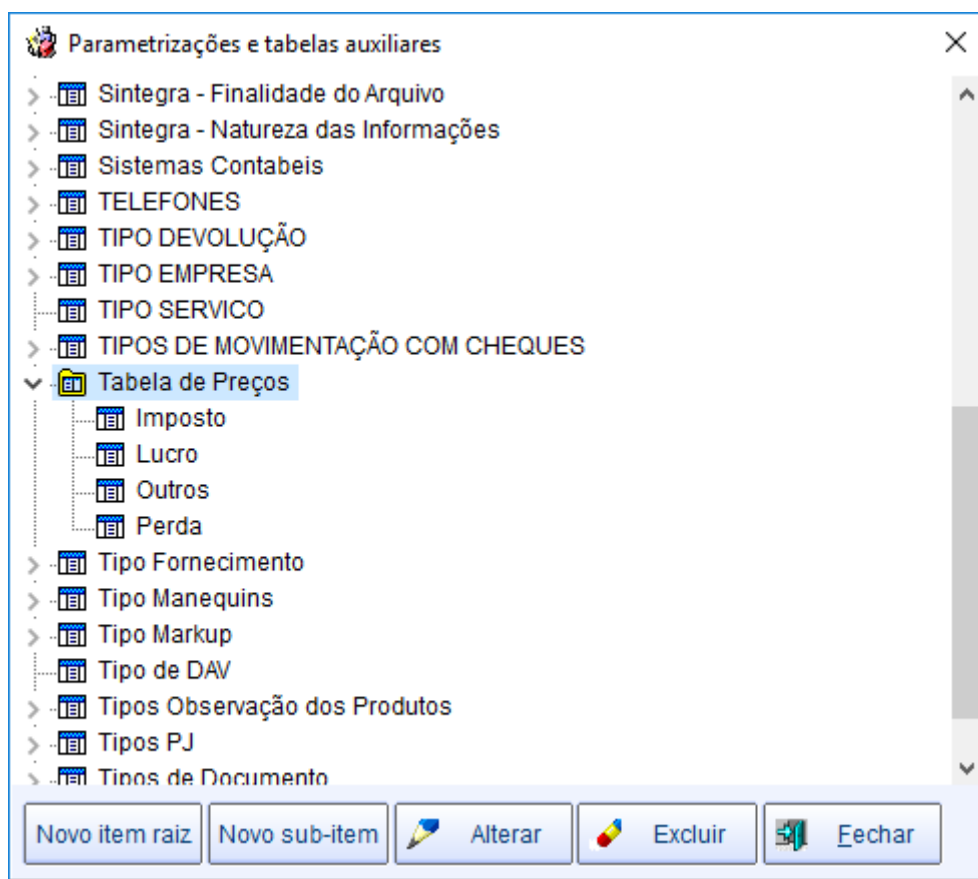 Parametrizações e tabelas auxiliares
Sintegra - Finalidade do Arquivo
Sintegra - Natureza das Informações
Sistemas Contabeis
TELEFONES
TIPO DEVOLUÇÃO
TIPO EMPRESA
TIPO SERVICO
TIPOS DE MOVIMENTAÇÃO COM CHEQUES
Tabela de Preços
Imposto
Lucro
Outros
Perda
Tipo Fornecimento
Tipo Manequins
Tipo Markup
Tipo de DAV
Tipos Observação dos Produtos
Tipos PJ
Tipos de Documento
Novo item raiz Novo sub-item Alterar Excluir Fechar